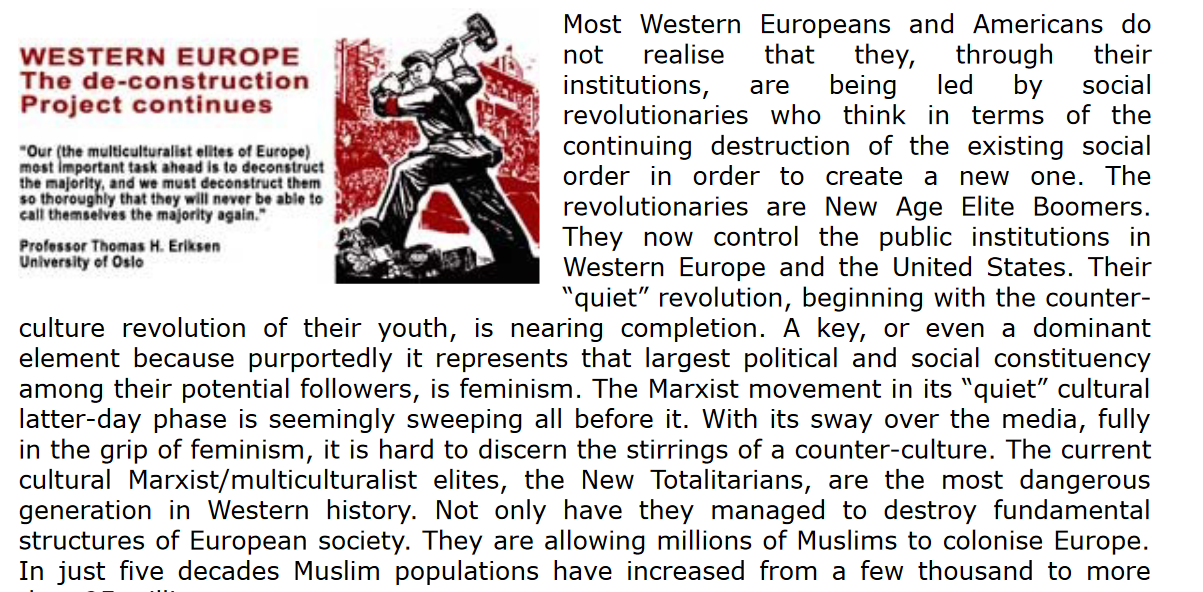 WESTERN EUROPE
The de-construction
Project continues
"Our (the multiculturalist elites of Europe)
most important task ahead is to deconstruct
the majority, and we must deconstruct them
so thoroughly that they will never be able to
call themselves the majority again."
Professor Thomas H. Eriksen
University of Oslo
Most Western Europeans and Americans do
not realise that they, through their
institutions, are being led by social
revolutionaries who think in terms of the
continuing destruction of the existing social
order in order to create a new one. The
revolutionaries are New Age Elite Boomers.
They now control the public institutions in
Western Europe and the United States. Their
“quiet” revolution, beginning with the counter-
culture revolution of their youth, is nearing completion. A key, or even a dominant
element because purportedly it represents that largest political and social constituency
among their potential followers, is feminism. The Marxist movement in its “quiet” cultural
latter-day phase is seemingly sweeping all before it. With its sway over the media, fully
in the grip of feminism, it is hard to discern the stirrings of a counter-culture. The current
cultural Marxist/multiculturalist elites, the New Totalitarians, are the most dangerous
generation in Western history. Not only have they managed to destroy fundamental
structures of European society. They are allowing millions of Muslims to colonise Europe.
In just five decades Muslim populations have increased from a few thousand to more